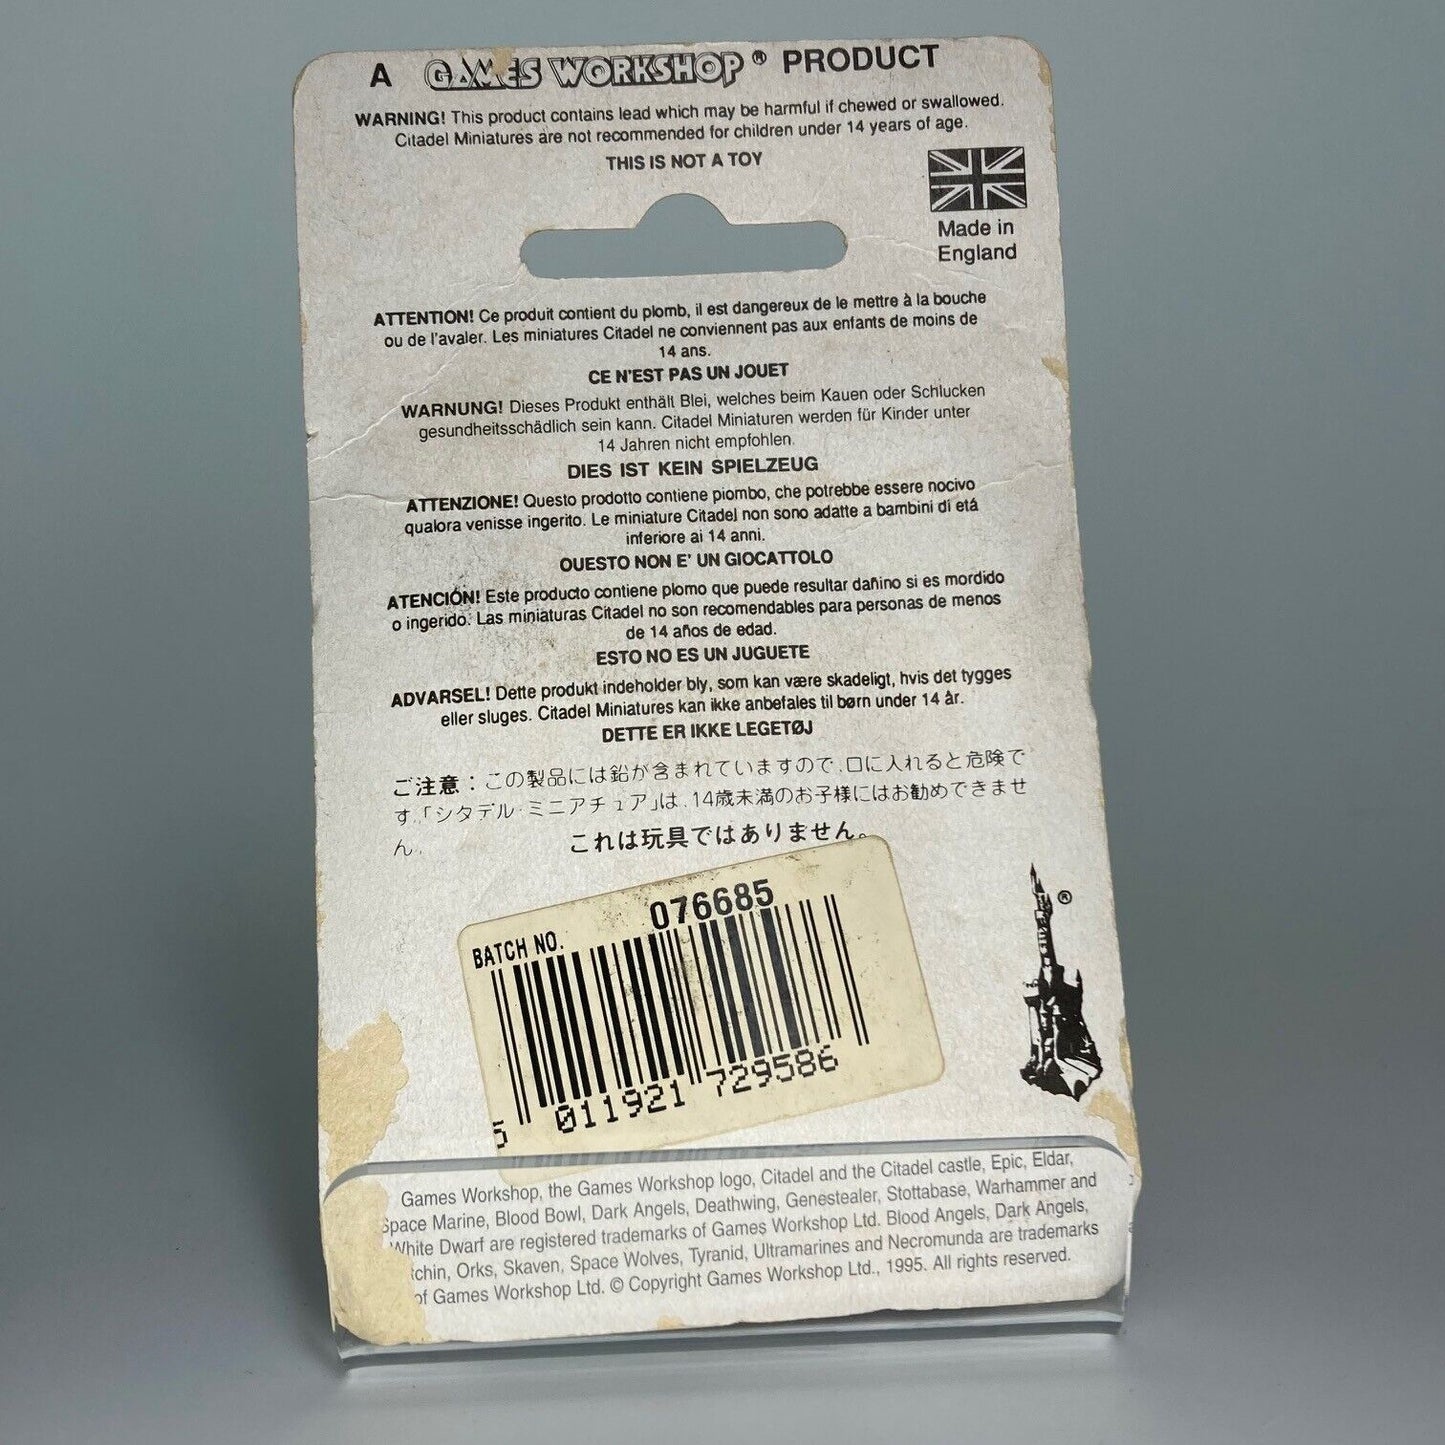 A GAMES WORKSHOP® PRODUCT
WARNING! This product contains lead which may be harmful if chewed or swallowed.
Citadel Miniatures are not recommended for children under 14 years of age.
THIS IS NOT A TOY
Made in
England
ATTENTION! Ce produit contient du plomb, il est dangereux de le mettre à la bouche
ou de l'avaler. Les miniatures Citadel ne conviennent pas aux enfants de moins de
14 ans.
CE N'EST PAS UN JOUET
WARNUNG! Dieses Produkt enthält Blei, welches beim Kauen oder Schlucken
gesundheitsschädlich sein kann. Citadel Miniaturen werden für Kinder unter
14 Jahren nicht empfohlen.
DIES IST KEIN SPIELZEUG
ATTENZIONE! Questo prodotto contiene piombo, che potrebbe essere nocivo
qualora venisse ingerito. Le miniature Citadel non sono adatte a bambini di etá
inferiore ai 14 anni.
OUESTO NON E' UN GIOCATTOLO
ATENCIÓN! Este producto contiene plomo que puede resultar dañino si es mordido
o ingerido. Las miniaturas Citadel no son recomendables para personas de menos
de 14 años de edad.
ESTO NO ES UN JUGUETE
ADVARSEL! Dette produkt indeholder bly, som kan være skadeligt, hvis det tygges
eller sluges. Citadel Miniatures kan ikke anbefales til børn under 14 år.
DETTE ER IKKE LEGETØJ
ご注意：この製品には鉛が含まれていますので、口に入れると危険で
す.「シタデル・ミニアチュア」は、14歳未満のお子様にはお勧めできませ
ん.
これは玩具ではありません。
®
076685
BATCH NO.
5 011921 729586
Games Workshop, the Games Workshop logo, Citadel and the Citadel castle, Epic, Eldar,
Space Marine, Blood Bowl, Dark Angels, Deathwing, Genestealer, Stottabase, Warhammer and
White Dwarf are registered trademarks of Games Workshop Ltd. Blood Angels, Dark Angels,
tchin, Orks, Skaven, Space Wolves, Tyranid, Ultramarines and Necromunda are trademarks
of Games Workshop Ltd. © Copyright Games Workshop Ltd., 1995. All rights reserved.